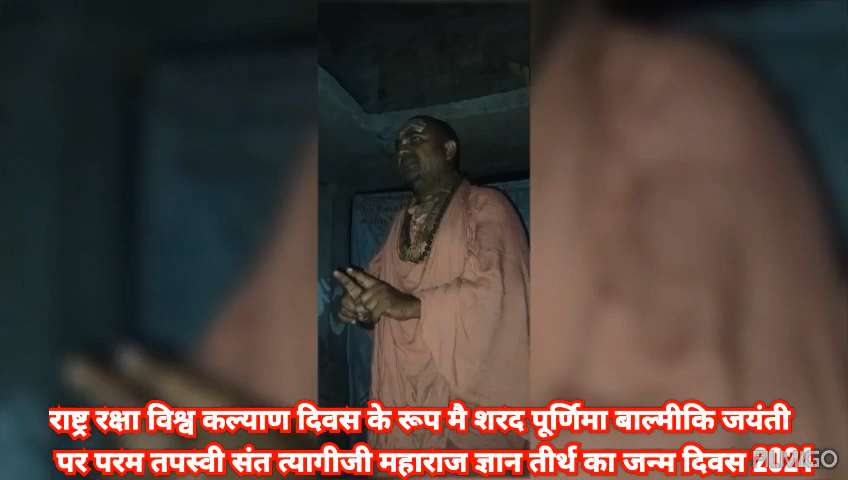 राष्ट्र रक्षा विश्व कल्याण दिवस के रूप मै शरद पूर्णिमा बाल्मीकि जयंती
पर परम तपस्वी संत त्यागीजी महाराज ज्ञान तीर्थ का जन्म दिवस 2024